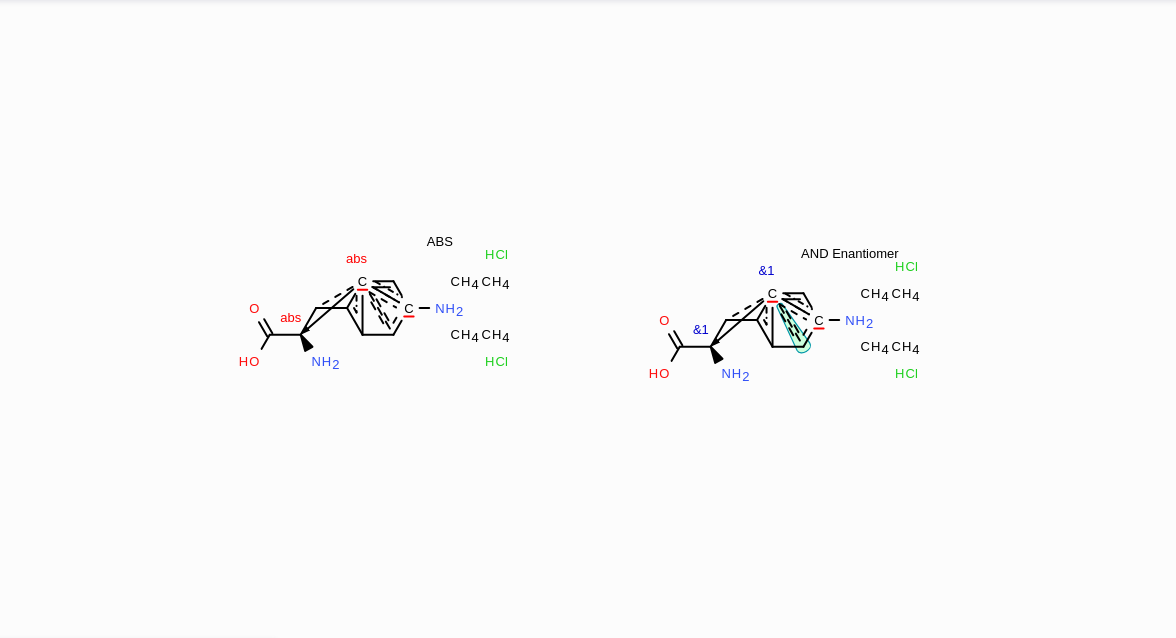 ABS
HCl
abs
C
CH4 CH4
O
abs
C
NH2
CH4 CH4
HO
NH2
HCl
AND Enantiomer
HCl
&1
C
CH4 CH4
O
&1
C
NH2
CH4 CH4
HO
NH2
HCl